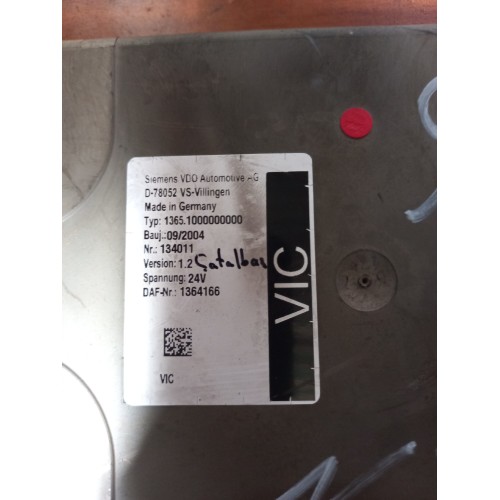 Siemens VDO Automotive AG
D-78052 VS-Villingen
Made in Germany
Typ: 1365.1000000000
Bauj.:09/2004
Nr.: 134011
Version: 1.2 Çatalbaş
Spannung: 24V
DAF-Nr.: 1364166
VIC
VIC